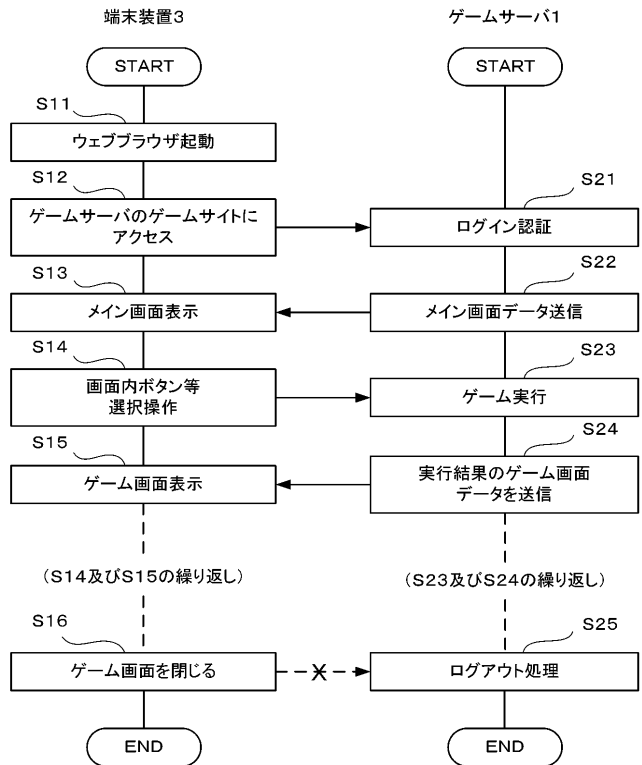 端末装置3
ゲームサーバ1
START
START
S11
ウェブブラウザ起動
S12
S21
ゲームサーバのゲームサイトに
アクセス
ログイン認証
S13
S22
メイン画面表示
メイン画面データ送信
S14
S23
画面内ボタン等
選択操作
ゲーム実行
S15
S24
ゲーム画面表示
実行結果のゲーム画面
データを送信
(S14及びS15の繰り返し)
(S23及びS24の繰り返し)
S16
S25
ゲーム画面を閉じる
ログアウト処理
END
END